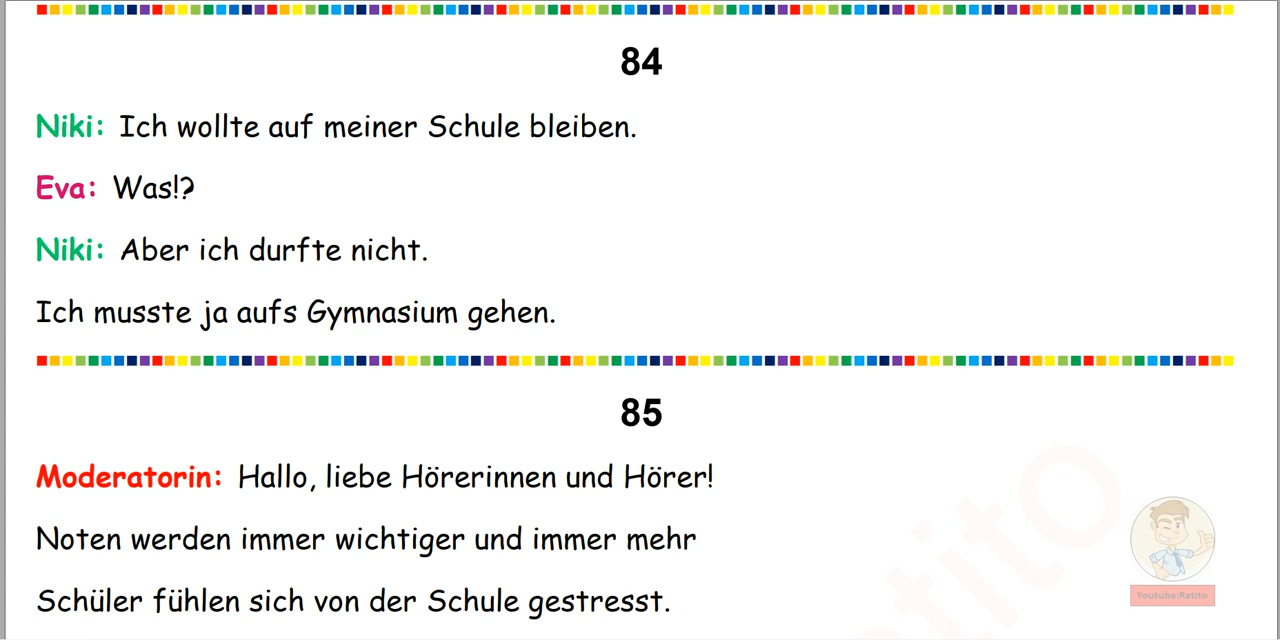 84
Niki: Ich wollte auf meiner Schule bleiben.
Eva: Was!?
Niki: Aber ich durfte nicht.
Ich musste ja aufs Gymnasium gehen.
85
Moderatorin: Hallo, liebe Hörerinnen und Hörer!
Noten werden immer wichtiger und immer mehr
Schüler fühlen sich von der Schule gestresst.
Youtube:Ratito